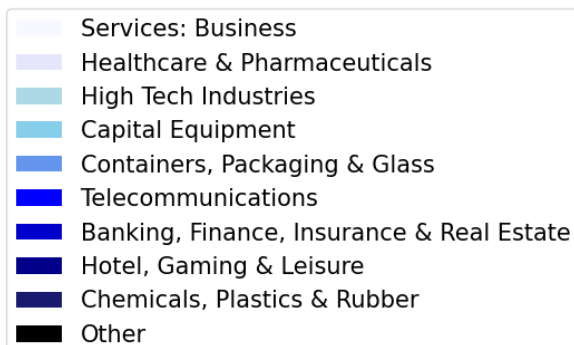 Services: Business
Healthcare & Pharmaceuticals
High Tech Industries
Capital Equipment
Containers, Packaging & Glass
Telecommunications
Banking, Finance, Insurance & Real Estate
Hotel, Gaming & Leisure
Chemicals, Plastics & Rubber
Other